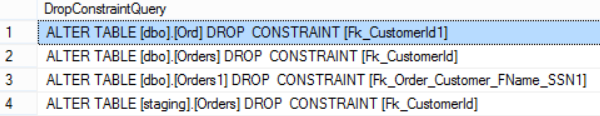 DropConstraintQuery
1 ALTER TABLE [dbo].[Ord] DROP CONSTRAINT [Fk_CustomerId1]
2 ALTER TABLE [dbo].[Orders] DROP CONSTRAINT [Fk_CustomerId]
3 ALTER TABLE [dbo].[Orders1] DROP CONSTRAINT [Fk_Order_Customer_FName_SSN1]
4 ALTER TABLE [staging].[Orders] DROP CONSTRAINT [Fk_CustomerId]